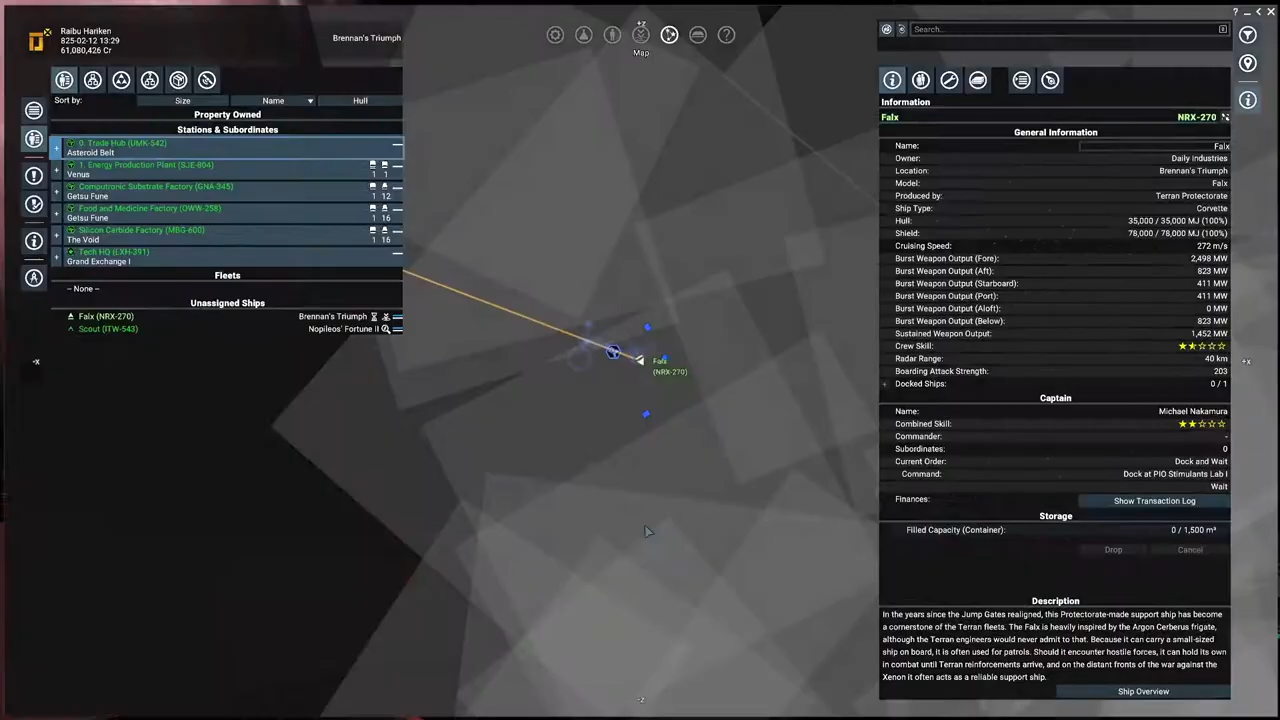 Raibu Hariken
825-02-12 13:29
61,080,426 Cr
Brennan's Triumph
Map
Search...
Sort by: Size Name Hull
Property Owned
Stations & Subordinates
0. Trade Hub (UMK-542)
Asteroid Belt
1. Energy Production Plant (SJE-804)
Venus 1 1
Computronic Substrate Factory (GNA-345)
Getsu Fune 1 12
Food and Medicine Factory (OWW-258)
Getsu Fune 1 16
Silicon Carbide Factory (MBG-600)
The Void 1 16
Tech HQ (LXH-391)
Grand Exchange I
Fleets
-- None --
Unassigned Ships
Falx (NRX-270) Brennan's Triumph
Scout (ITW-543) Nopileos' Fortune II
+z
-x
+x
-z
Falx
(NRX-270)
Information
Falx NRX-270
General Information
Name: Falx
Owner: Daily industries
Location: Brennan's Triumph
Model: Falx
Produced by: Terran Protectorate
Ship Type: Corvette
Hull: 35,000 / 35,000 MJ (100%)
Shield: 78,000 / 78,000 MJ (100%)
Cruising Speed: 272 m/s
Burst Weapon Output (Fore): 2,498 MW
Burst Weapon Output (Aft): 823 MW
Burst Weapon Output (Starboard): 411 MW
Burst Weapon Output (Port): 411 MW
Burst Weapon Output (Aloft): 0 MW
Burst Weapon Output (Below): 823 MW
Sustained Weapon Output: 1,452 MW
Crew Skill:
Radar Range: 40 km
Boarding Attack Strength: 203
Docked Ships: 0 / 1
Captain
Name: Michael Nakamura
Combined Skill:
Commander: -
Subordinates: 0
Current Order: Dock and Wait
Command: Dock at PIO Stimulants Lab I
Wait
Finances: Show Transaction Log
Storage
Filled Capacity (Container): 0 / 1,500 m³
Drop Cancel
Description
In the years since the Jump Gates realigned, this Protectorate-made support ship has become
a cornerstone of the Terran fleets. The Falx is heavily inspired by the Argon Cerberus frigate,
although the Terran engineers would never admit to that. Because it can carry a small-sized
ship on board, it is often used for patrols. Should it encounter hostile forces, it can hold its own
in combat until Terran reinforcements arrive, and on the distant fronts of the war against the
Xenon it often acts as a reliable support ship.
Ship Overview